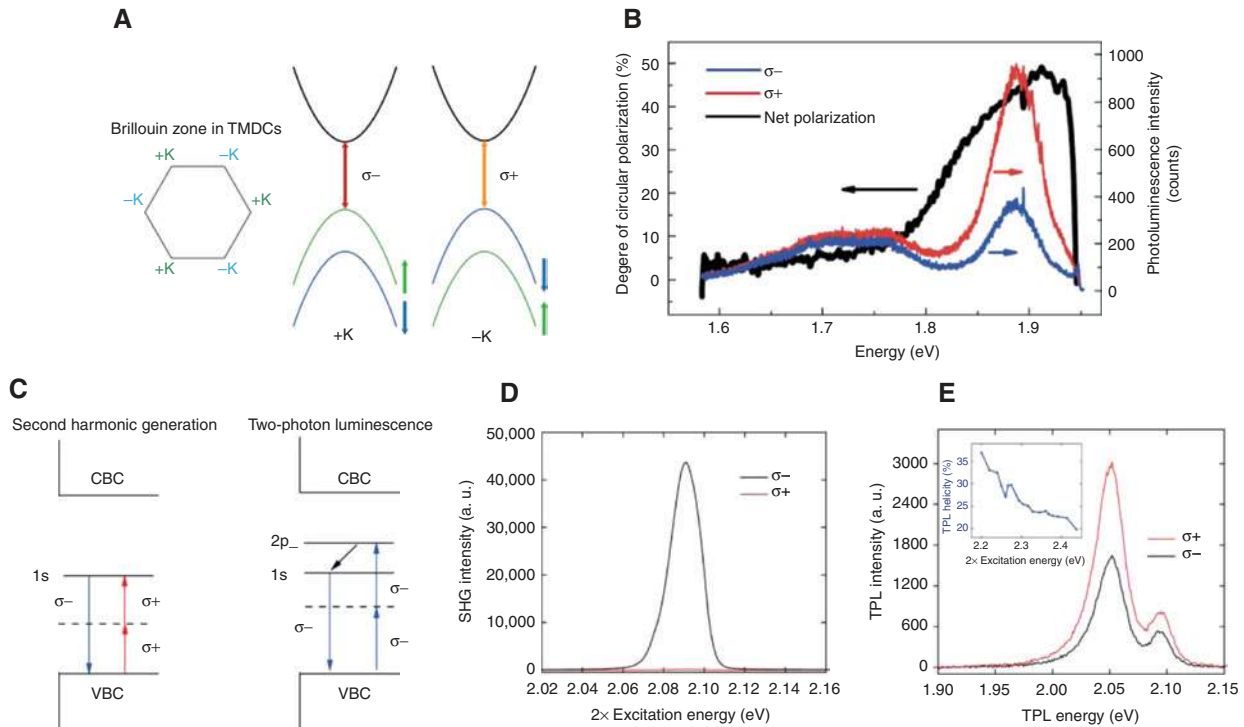 A
Brillouin zone in TMDCs
+K
−K
−K
+K
+K
−K
σ−
σ+
+K
−K
B
Degere of circular polarization (%)
50
40
30
20
10
0
σ−
σ+
Net polarization
1000
800
600
400
200
0
Photoluminescence intensity
(counts)
1.6
1.7
1.8
1.9
Energy (eV)
C
Second harmonic generation
CBC
1s
σ−
σ+
σ+
VBC
Two-photon luminescence
CBC
2p_
1s
σ−
σ−
σ−
VBC
D
SHG intensity (a. u.)
50,000
40,000
30,000
20,000
10,000
0
σ−
σ+
2.02
2.04
2.06
2.08
2.10
2.12
2.14
2.16
2× Excitation energy (eV)
E
TPL intensity (a. u.)
3000
2400
1800
1200
600
0
TPL helicity (%)
35
30
25
20
2.2
2.3
2.4
2× Excitation energy (eV)
σ+
σ−
1.90
1.95
2.00
2.05
2.10
2.15
TPL energy (eV)